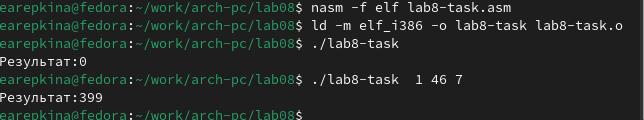 earepkina@fedora:~/work/arch-pc/lab08$ nasm -f elf lab8-task.asm
earepkina@fedora:~/work/arch-pc/lab08$ ld -m elf_i386 -o lab8-task lab8-task.o
earepkina@fedora:~/work/arch-pc/lab08$ ./lab8-task
Результат:0
earepkina@fedora:~/work/arch-pc/lab08$ ./lab8-task  1 46 7
Результат:399
earepkina@fedora:~/work/arch-pc/lab08$